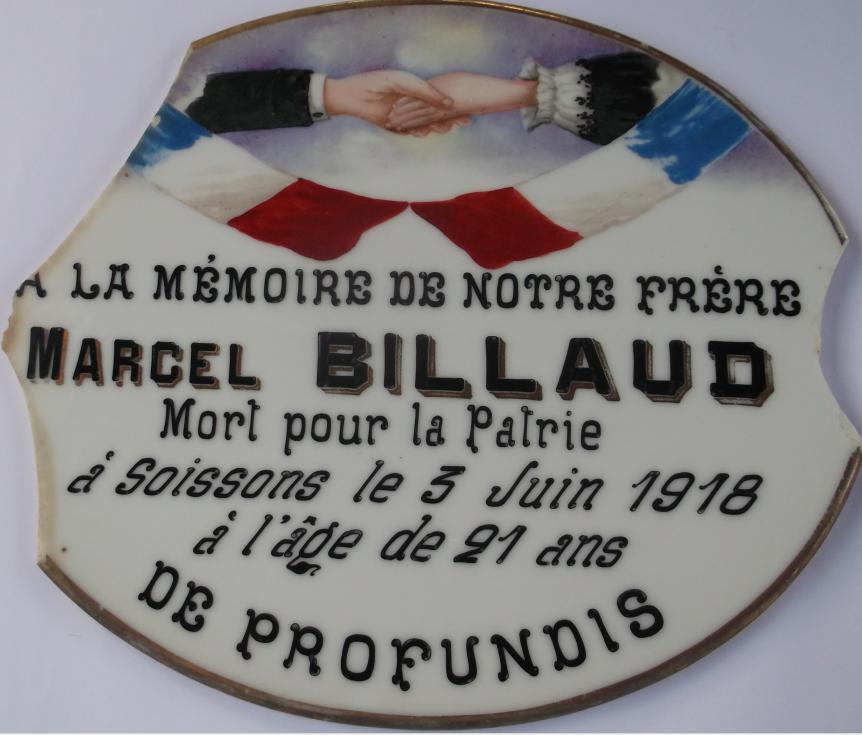 A LA MÉMOIRE DE NOTRE FRÈRE
MARCEL BILLAUD
Mort pour la Patrie
à Soissons le 3 Juin 1918
à l'âge de 21 ans
DE PROFUNDIS